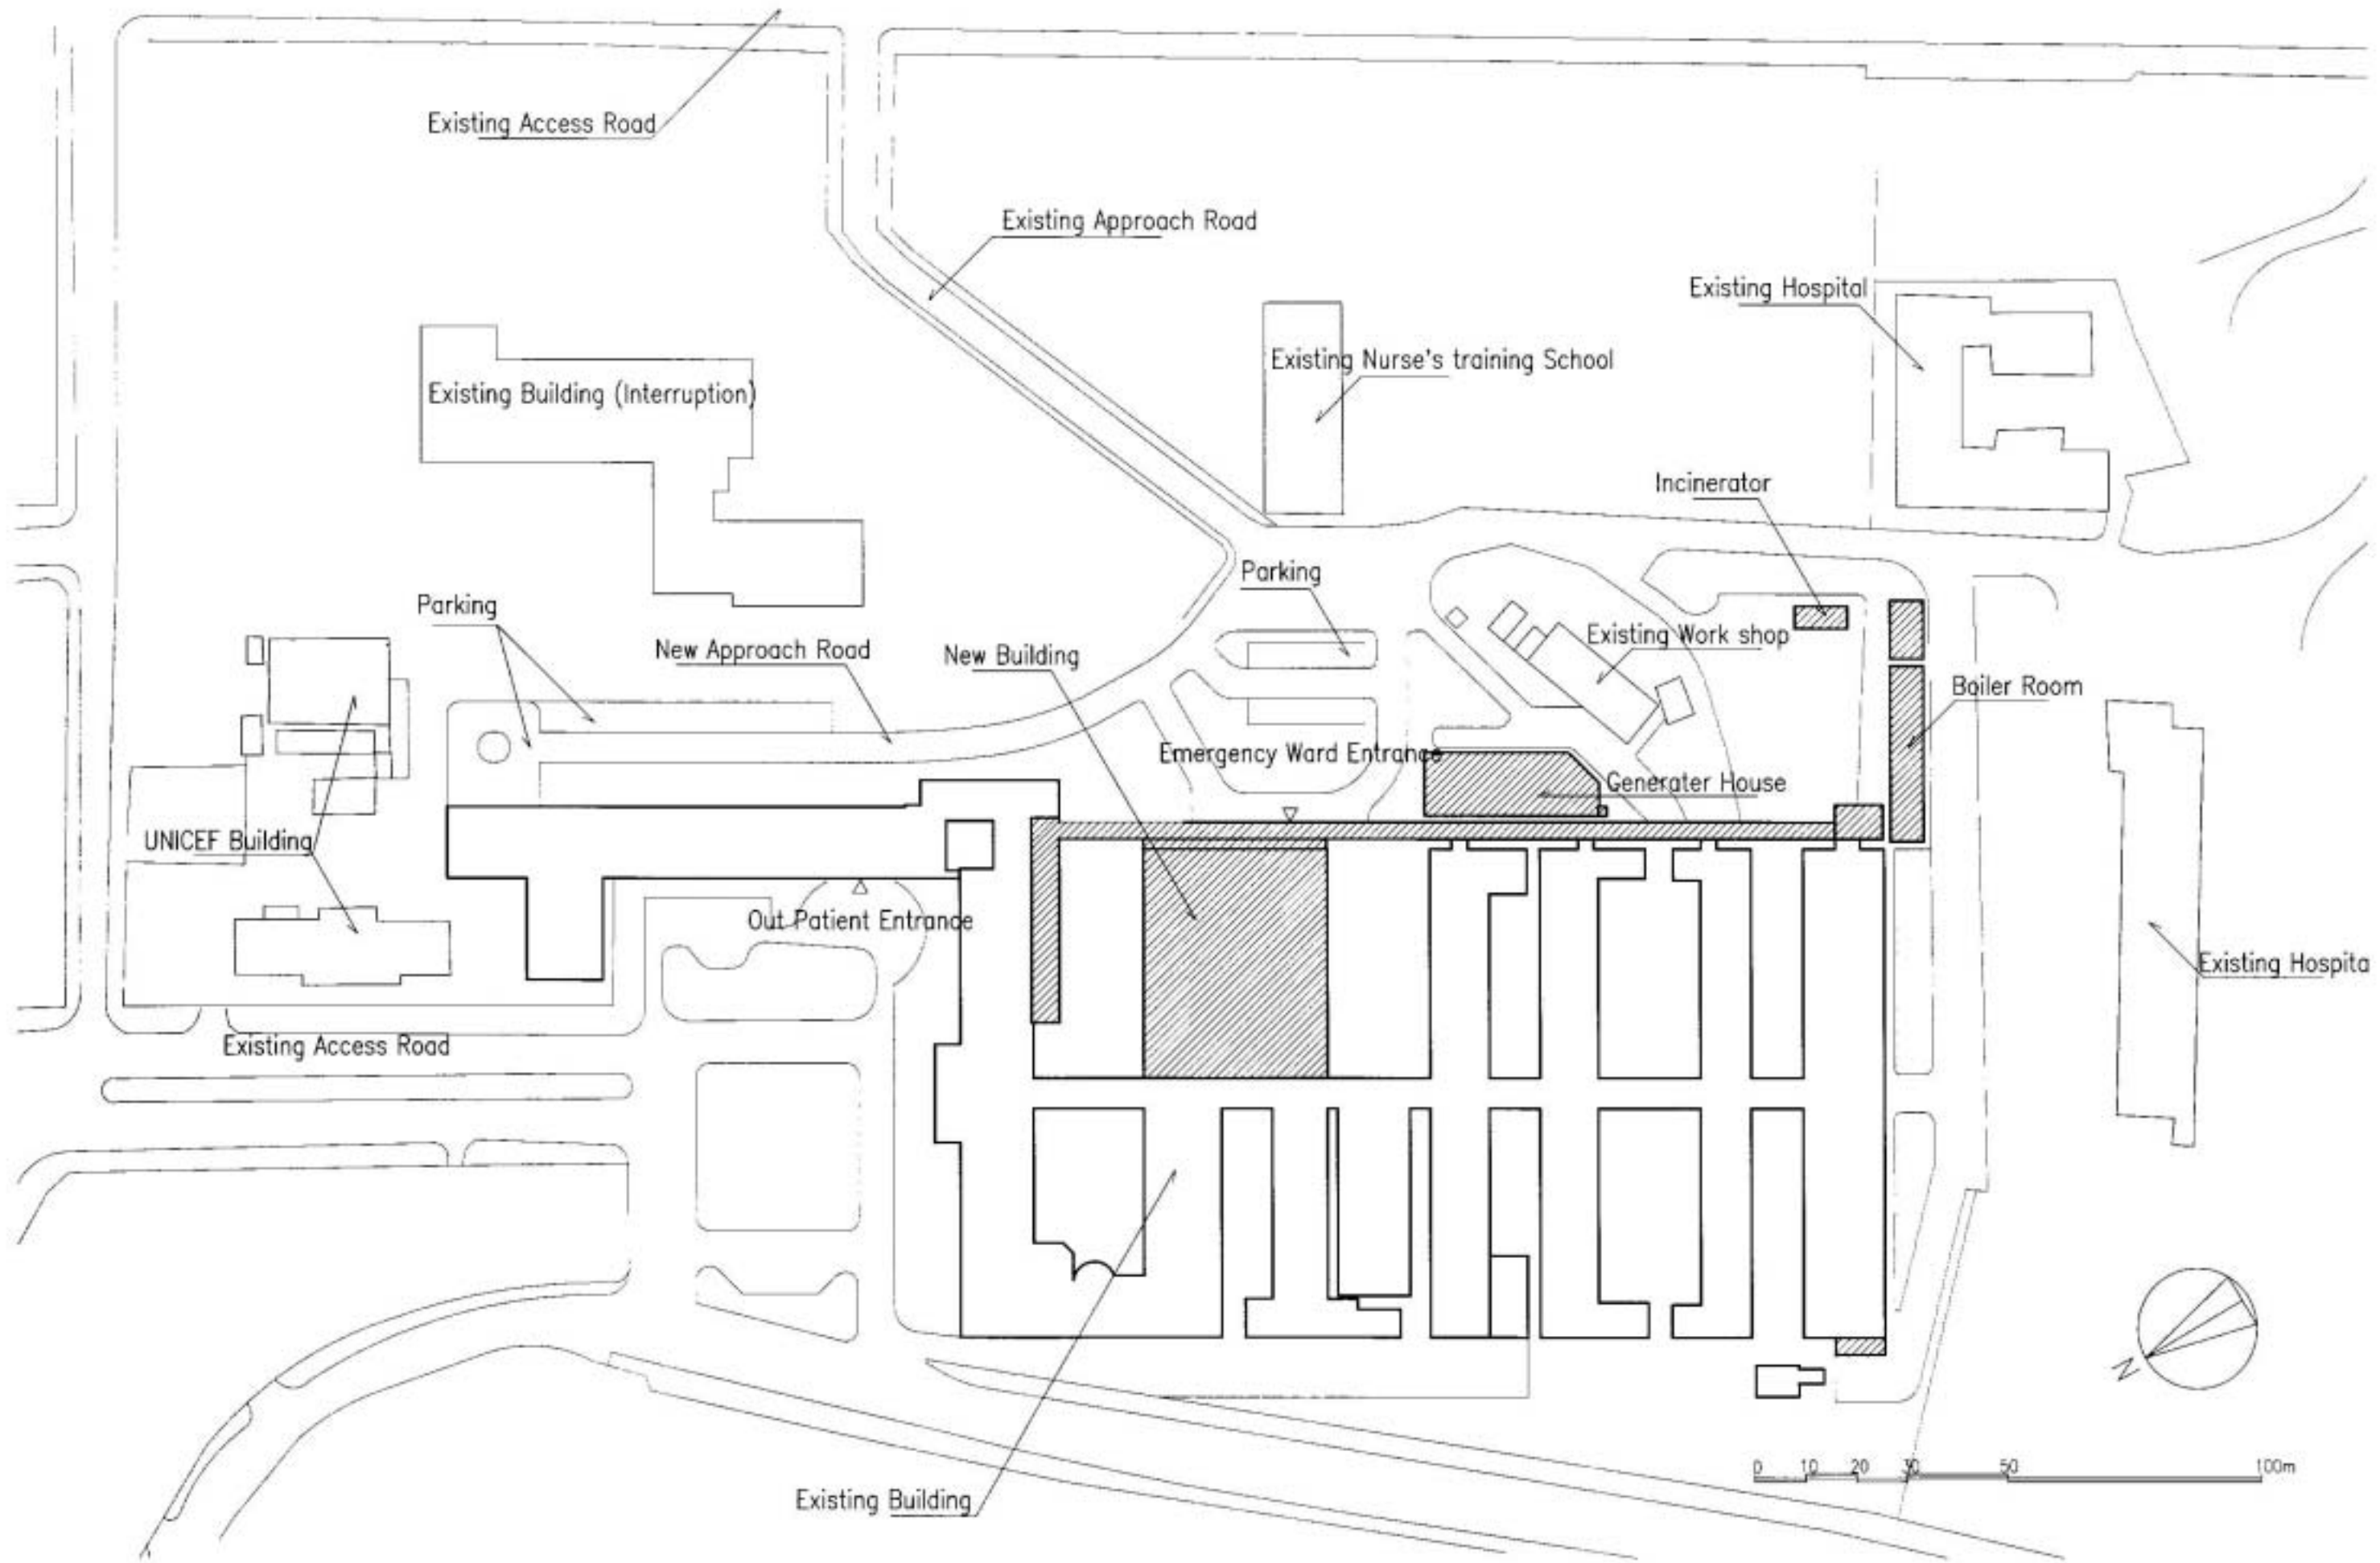 Existing Access Road
Existing Approach Road
Existing Hospital
Existing Nurse's training School
Existing Building (Interruption)
Incinerator
Parking
Parking
Existing Work shop
New Approach Road
New Building
Boiler Room
Emergency Ward Entrance
Generater House
UNICEF Building
Out Patient Entrance
Existing Hospita
Existing Access Road
N
0 10 20 30 50 100m
Existing Building